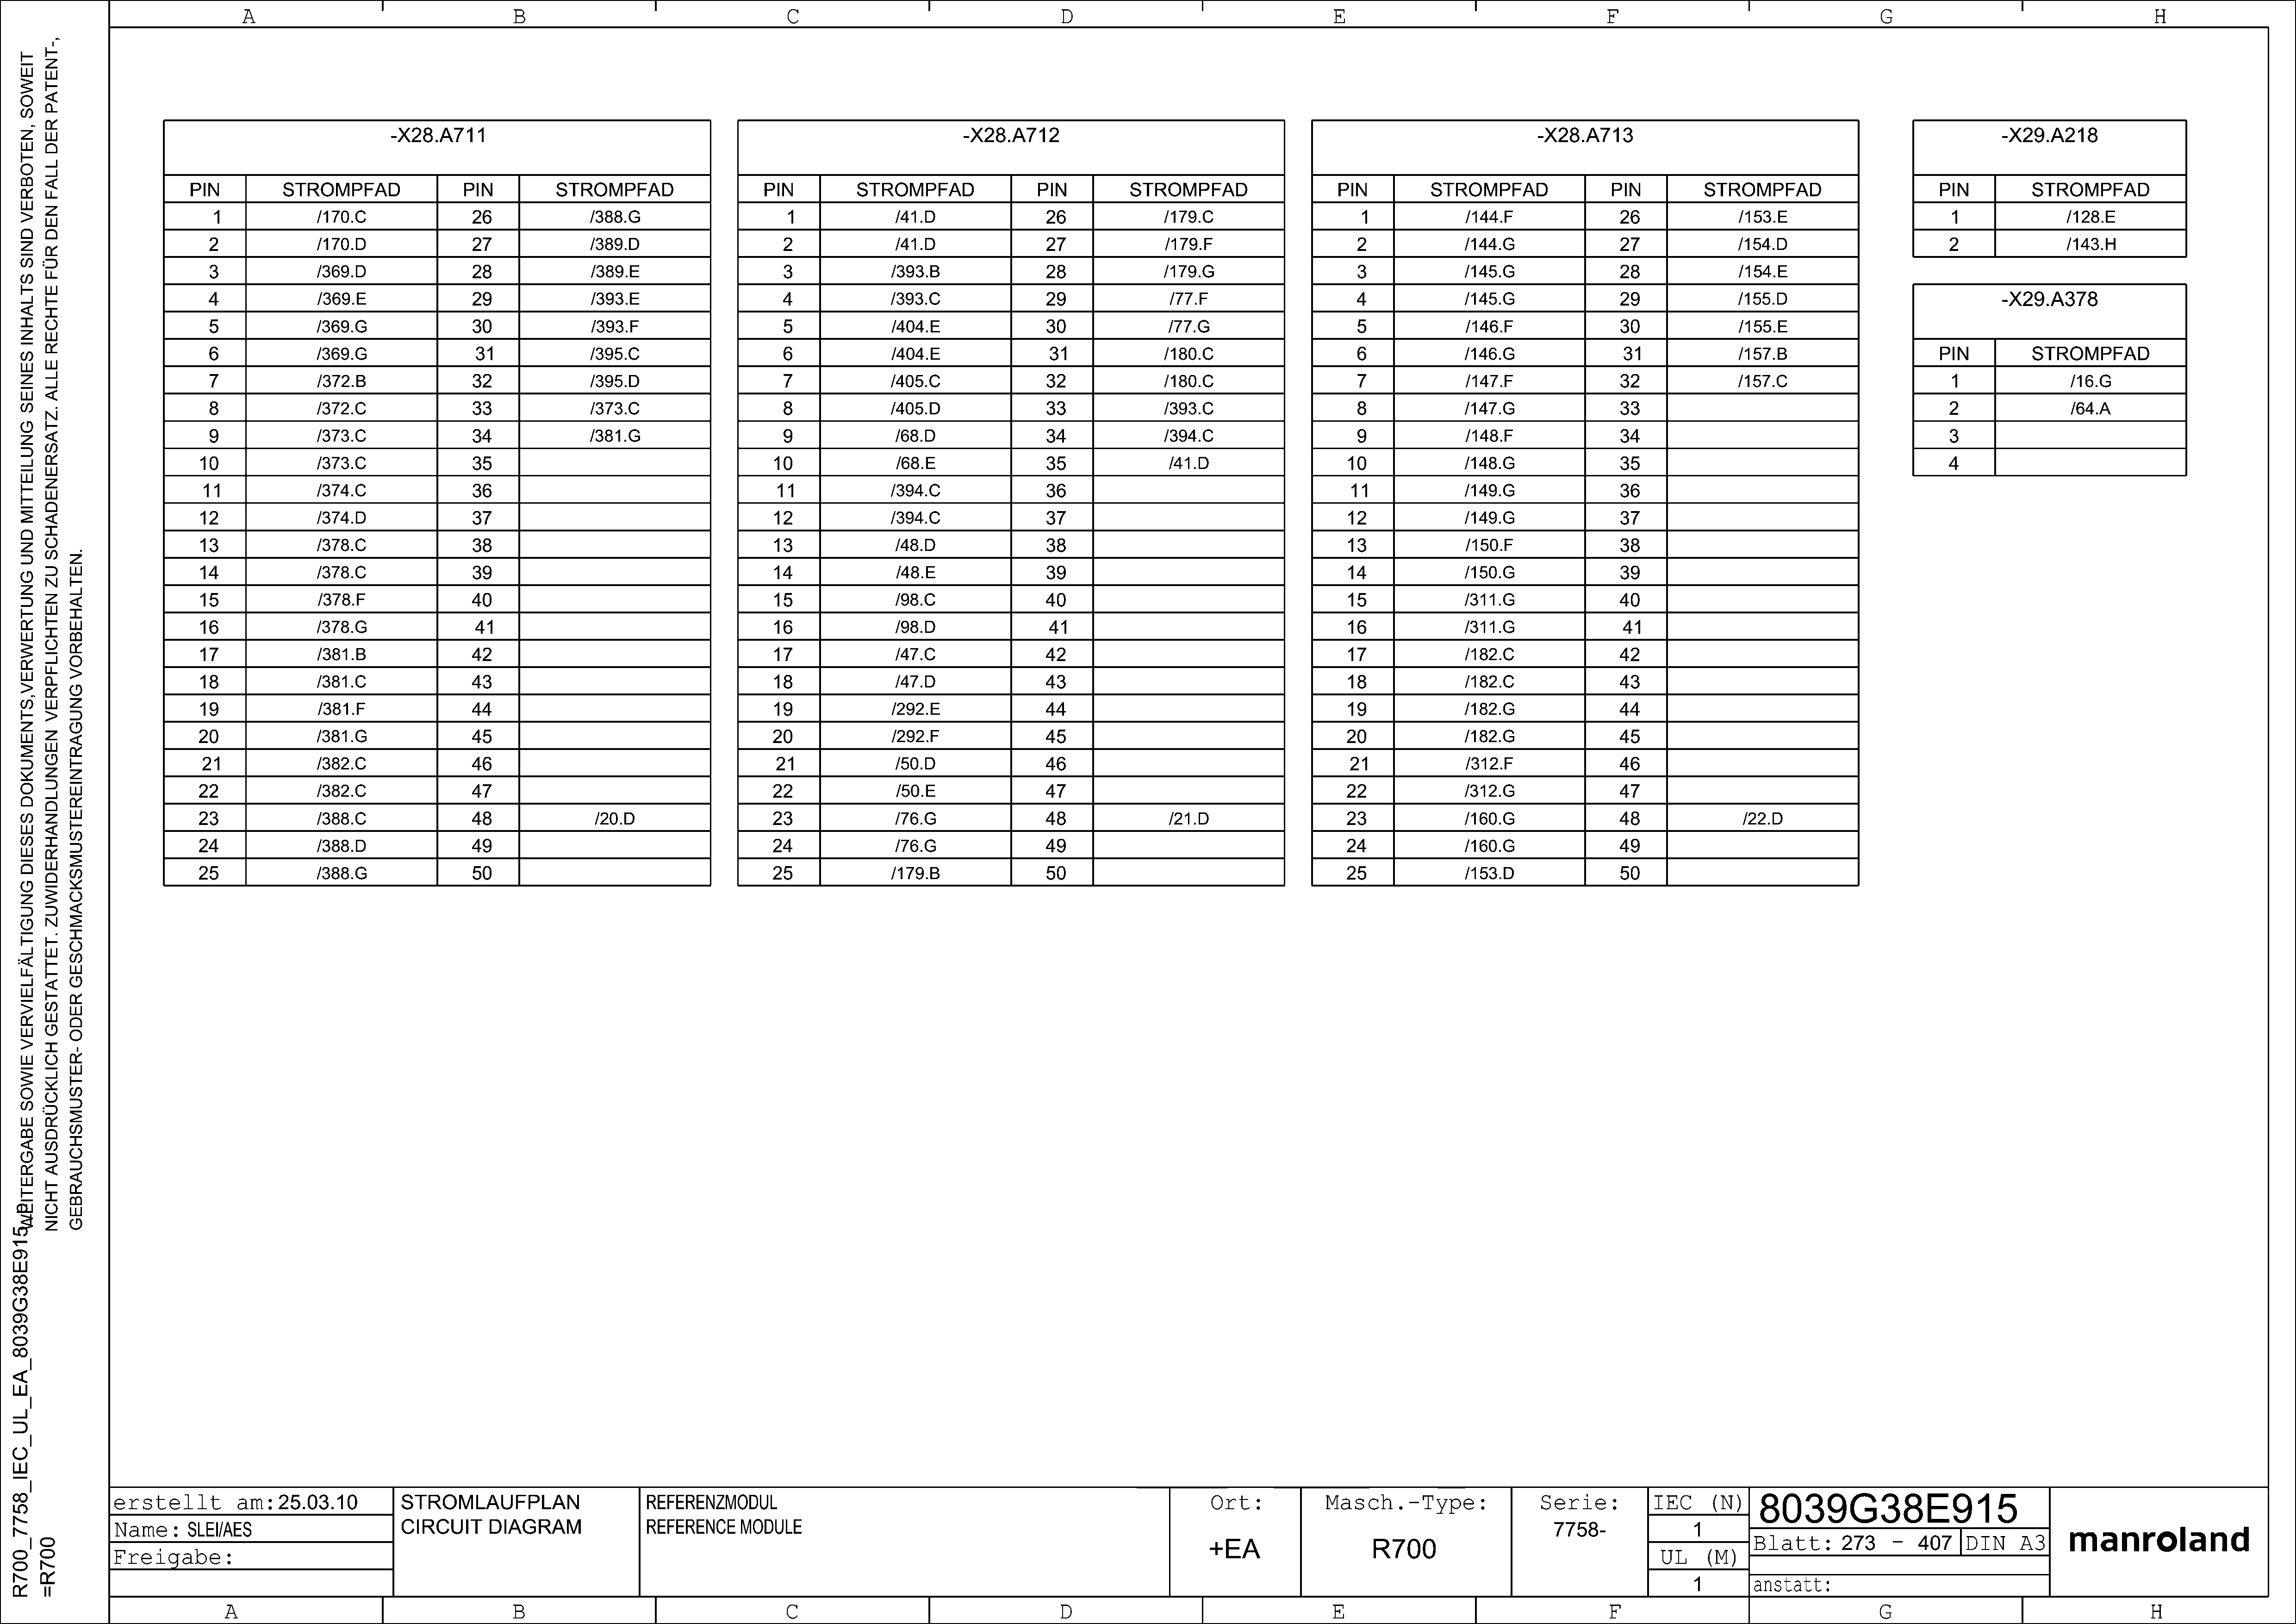 A B C D E F G H
WEITERGABE SOWIE VERVIELFÄLTIGUNG DIESES DOKUMENTS,VERWERTUNG UND MITTEILUNG SEINES INHALTS SIND VERBOTEN, SOWEIT
NICHT AUSDRÜCKLICH GESTATTET. ZUWIDERHANDLUNGEN VERPFLICHTEN ZU SCHADENERSATZ. ALLE RECHTE FÜR DEN FALL DER PATENT-,
GEBRAUCHSMUSTER- ODER GESCHMACKSMUSTEREINTRAGUNG VORBEHALTEN.
=R700
-X28.A711
PIN STROMPFAD PIN STROMPFAD
1 /170.C 26 /388.G
2 /170.D 27 /389.D
3 /369.D 28 /389.E
4 /369.E 29 /393.E
5 /369.G 30 /393.F
6 /369.G 31 /395.C
7 /372.B 32 /395.D
8 /372.C 33 /373.C
9 /373.C 34 /381.G
10 /373.C 35
11 /374.C 36
12 /374.D 37
13 /378.C 38
14 /378.C 39
15 /378.F 40
16 /378.G 41
17 /381.B 42
18 /381.C 43
19 /381.F 44
20 /381.G 45
21 /382.C 46
22 /382.C 47
23 /388.C 48 /20.D
24 /388.D 49
25 /388.G 50
-X28.A712
PIN STROMPFAD PIN STROMPFAD
1 /41.D 26 /179.C
2 /41.D 27 /179.F
3 /393.B 28 /179.G
4 /393.C 29 /77.F
5 /404.E 30 /77.G
6 /404.E 31 /180.C
7 /405.C 32 /180.C
8 /405.D 33 /393.C
9 /68.D 34 /394.C
10 /68.E 35 /41.D
11 /394.C 36
12 /394.C 37
13 /48.D 38
14 /48.E 39
15 /98.C 40
16 /98.D 41
17 /47.C 42
18 /47.D 43
19 /292.E 44
20 /292.F 45
21 /50.D 46
22 /50.E 47
23 /76.G 48 /21.D
24 /76.G 49
25 /179.B 50
-X28.A713
PIN STROMPFAD PIN STROMPFAD
1 /144.F 26 /153.E
2 /144.G 27 /154.D
3 /145.G 28 /154.E
4 /145.G 29 /155.D
5 /146.F 30 /155.E
6 /146.G 31 /157.B
7 /147.F 32 /157.C
8 /147.G 33
9 /148.F 34
10 /148.G 35
11 /149.G 36
12 /149.G 37
13 /150.F 38
14 /150.G 39
15 /311.G 40
16 /311.G 41
17 /182.C 42
18 /182.C 43
19 /182.G 44
20 /182.G 45
21 /312.F 46
22 /312.G 47
23 /160.G 48 /22.D
24 /160.G 49
25 /153.D 50
-X29.A218
PIN STROMPFAD
1 /128.E
2 /143.H
-X29.A378
PIN STROMPFAD
1 /16.G
2 /64.A
3
4
erstellt am: 25.03.10
Name: SLEI/AES
Freigabe:
STROMLAUFPLAN
CIRCUIT DIAGRAM
REFERENZMODUL
REFERENCE MODULE
Ort:
+EA
Masch.-Type:
R700
Serie:
7758-
IEC (N)
1
UL (M)
1
8039G38E915
Blatt: 273 - 407 DIN A3
anstatt:
manroland
A B C D E F G H